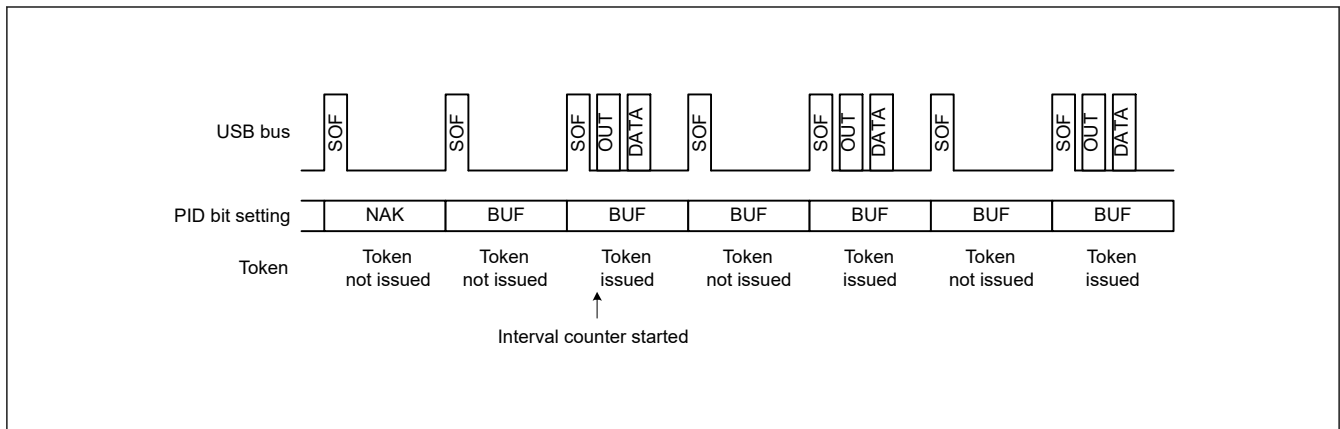 USB bus
SOF SOF SOF OUT DATA SOF SOF OUT DATA SOF SOF OUT DATA
PID bit setting NAK BUF BUF BUF BUF BUF BUF
Token
Token not issued
Token not issued
Token issued
Token not issued
Token issued
Token not issued
Token issued
Interval counter started